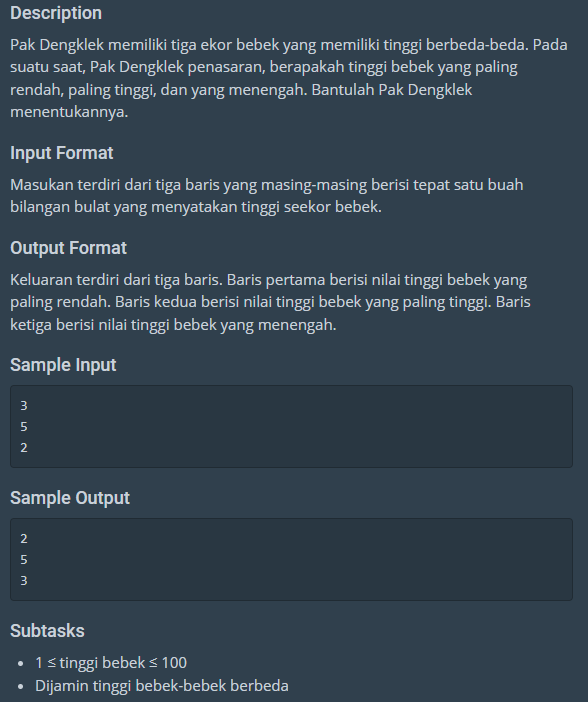 Description
Pak Dengklek memiliki tiga ekor bebek yang memiliki tinggi berbeda-beda. Pada
suatu saat, Pak Dengklek penasaran, berapakah tinggi bebek yang paling
rendah, paling tinggi, dan yang menengah. Bantulah Pak Dengklek
menentukannya.
Input Format
Masukan terdiri dari tiga baris yang masing-masing berisi tepat satu buah
bilangan bulat yang menyatakan tinggi seekor bebek.
Output Format
Keluaran terdiri dari tiga baris. Baris pertama berisi nilai tinggi bebek yang
paling rendah. Baris kedua berisi nilai tinggi bebek yang paling tinggi. Baris
ketiga berisi nilai tinggi bebek yang menengah.
Sample Input
3
5
2
Sample Output
2
5
3
Subtasks
• 1 ≤ tinggi bebek ≤ 100
• Dijamin tinggi bebek-bebek berbeda